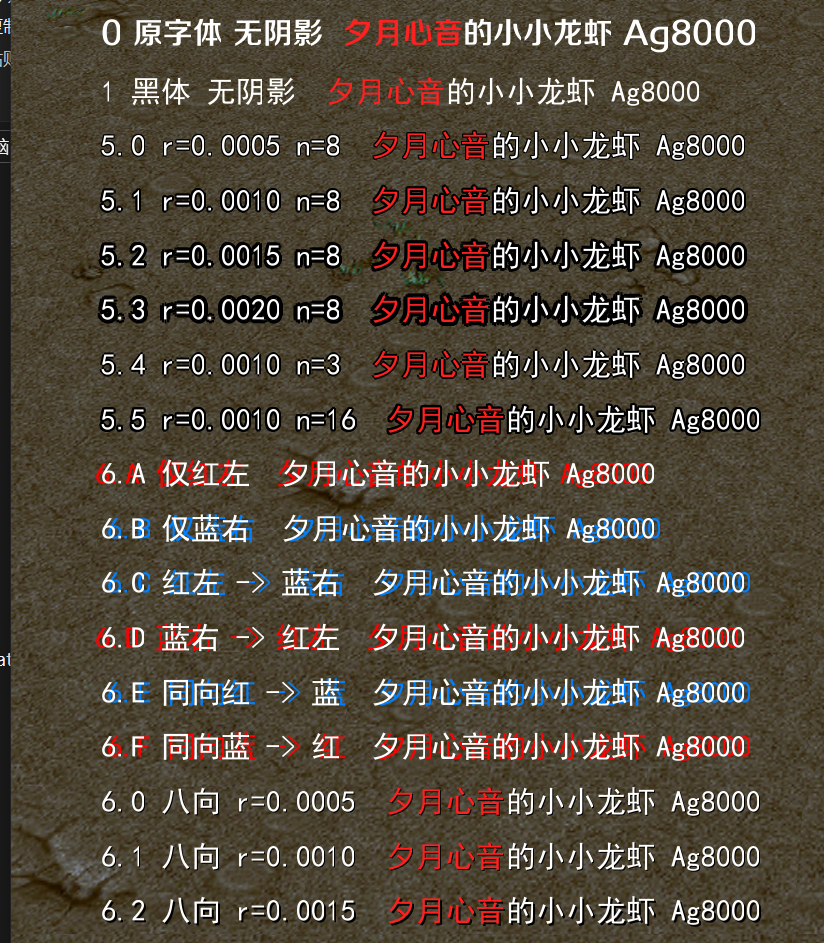 0 原字体 无阴影 夕月心音的小小龙虾 Ag8000
1 黑体 无阴影 夕月心音的小小龙虾 Ag8000
5.0 r=0.0005 n=8 夕月心音的小小龙虾 Ag8000
5.1 r=0.0010 n=8 夕月心音的小小龙虾 Ag8000
5.2 r=0.0015 n=8 夕月心音的小小龙虾 Ag8000
5.3 r=0.0020 n=8 夕月心音的小小龙虾 Ag8000
5.4 r=0.0010 n=3 夕月心音的小小龙虾 Ag8000
5.5 r=0.0010 n=16 夕月心音的小小龙虾 Ag8000
6.A 仅红左 夕月心音的小小龙虾 Ag8000
6.B 仅蓝右 夕月心音的小小龙虾 Ag8000
6.C 红左 -> 蓝右 夕月心音的小小龙虾 Ag8000
6.D 蓝右 -> 红左 夕月心音的小小龙虾 Ag8000
6.E 同向红 -> 蓝 夕月心音的小小龙虾 Ag8000
6.F 同向蓝 -> 红 夕月心音的小小龙虾 Ag8000
6.0 八向 r=0.0005 夕月心音的小小龙虾 Ag8000
6.1 八向 r=0.0010 夕月心音的小小龙虾 Ag8000
6.2 八向 r=0.0015 夕月心音的小小龙虾 Ag8000